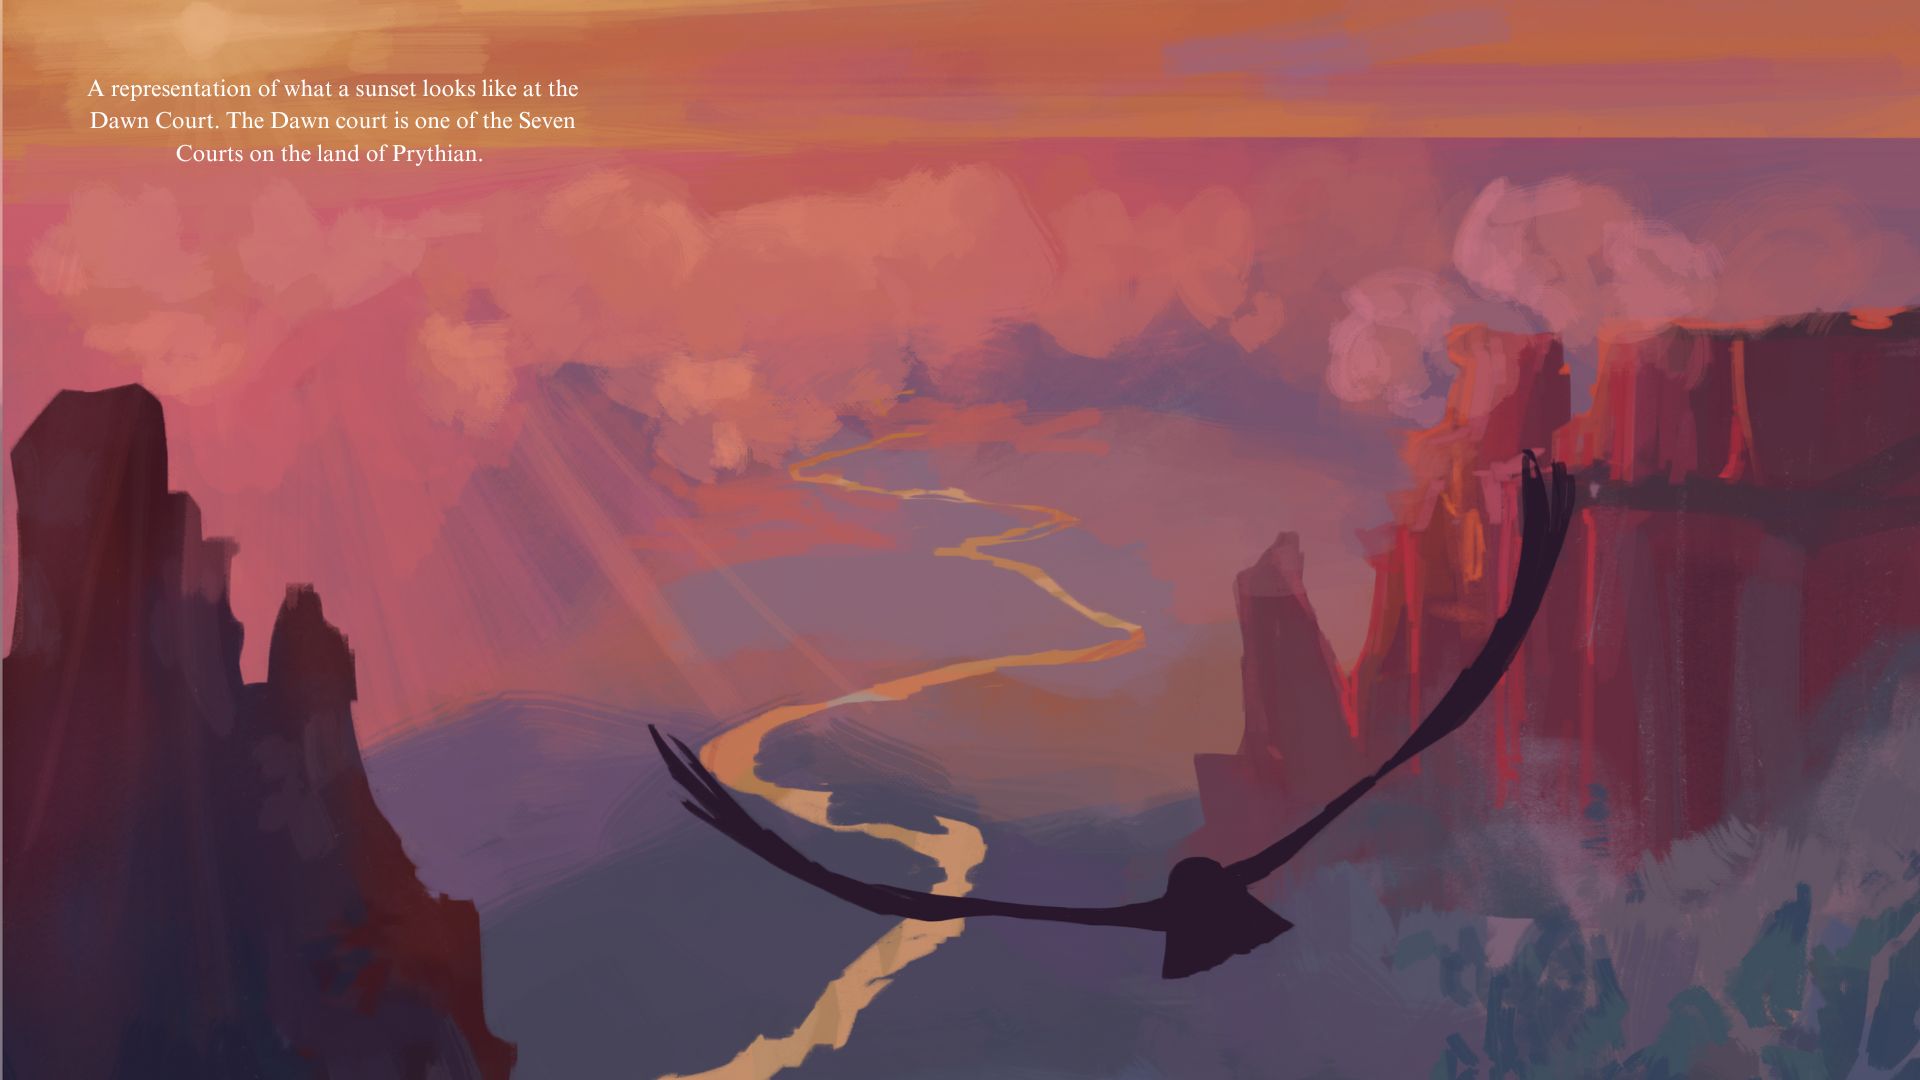 A representation of what a sunset looks like at the
Dawn Court. The Dawn court is one of the Seven
Courts on the land of Prythian.